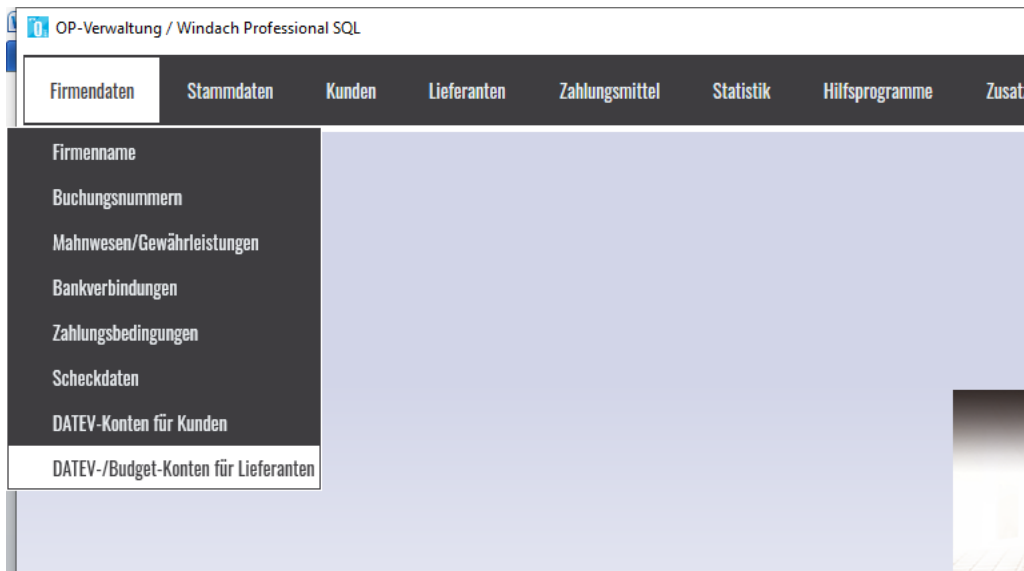 OP-Verwaltung / Windach Professional SQL
Firmendaten Stammdaten Kunden Lieferanten Zahlungsmittel Statistik Hilfsprogramme
Firmenname
Buchungsnummern
Mahnwesen/Gewährleistungen
Bankverbindungen
Zahlungsbedingungen
Scheckdaten
DATEV-Konten für Kunden
DATEV-/Budget-Konten für Lieferanten